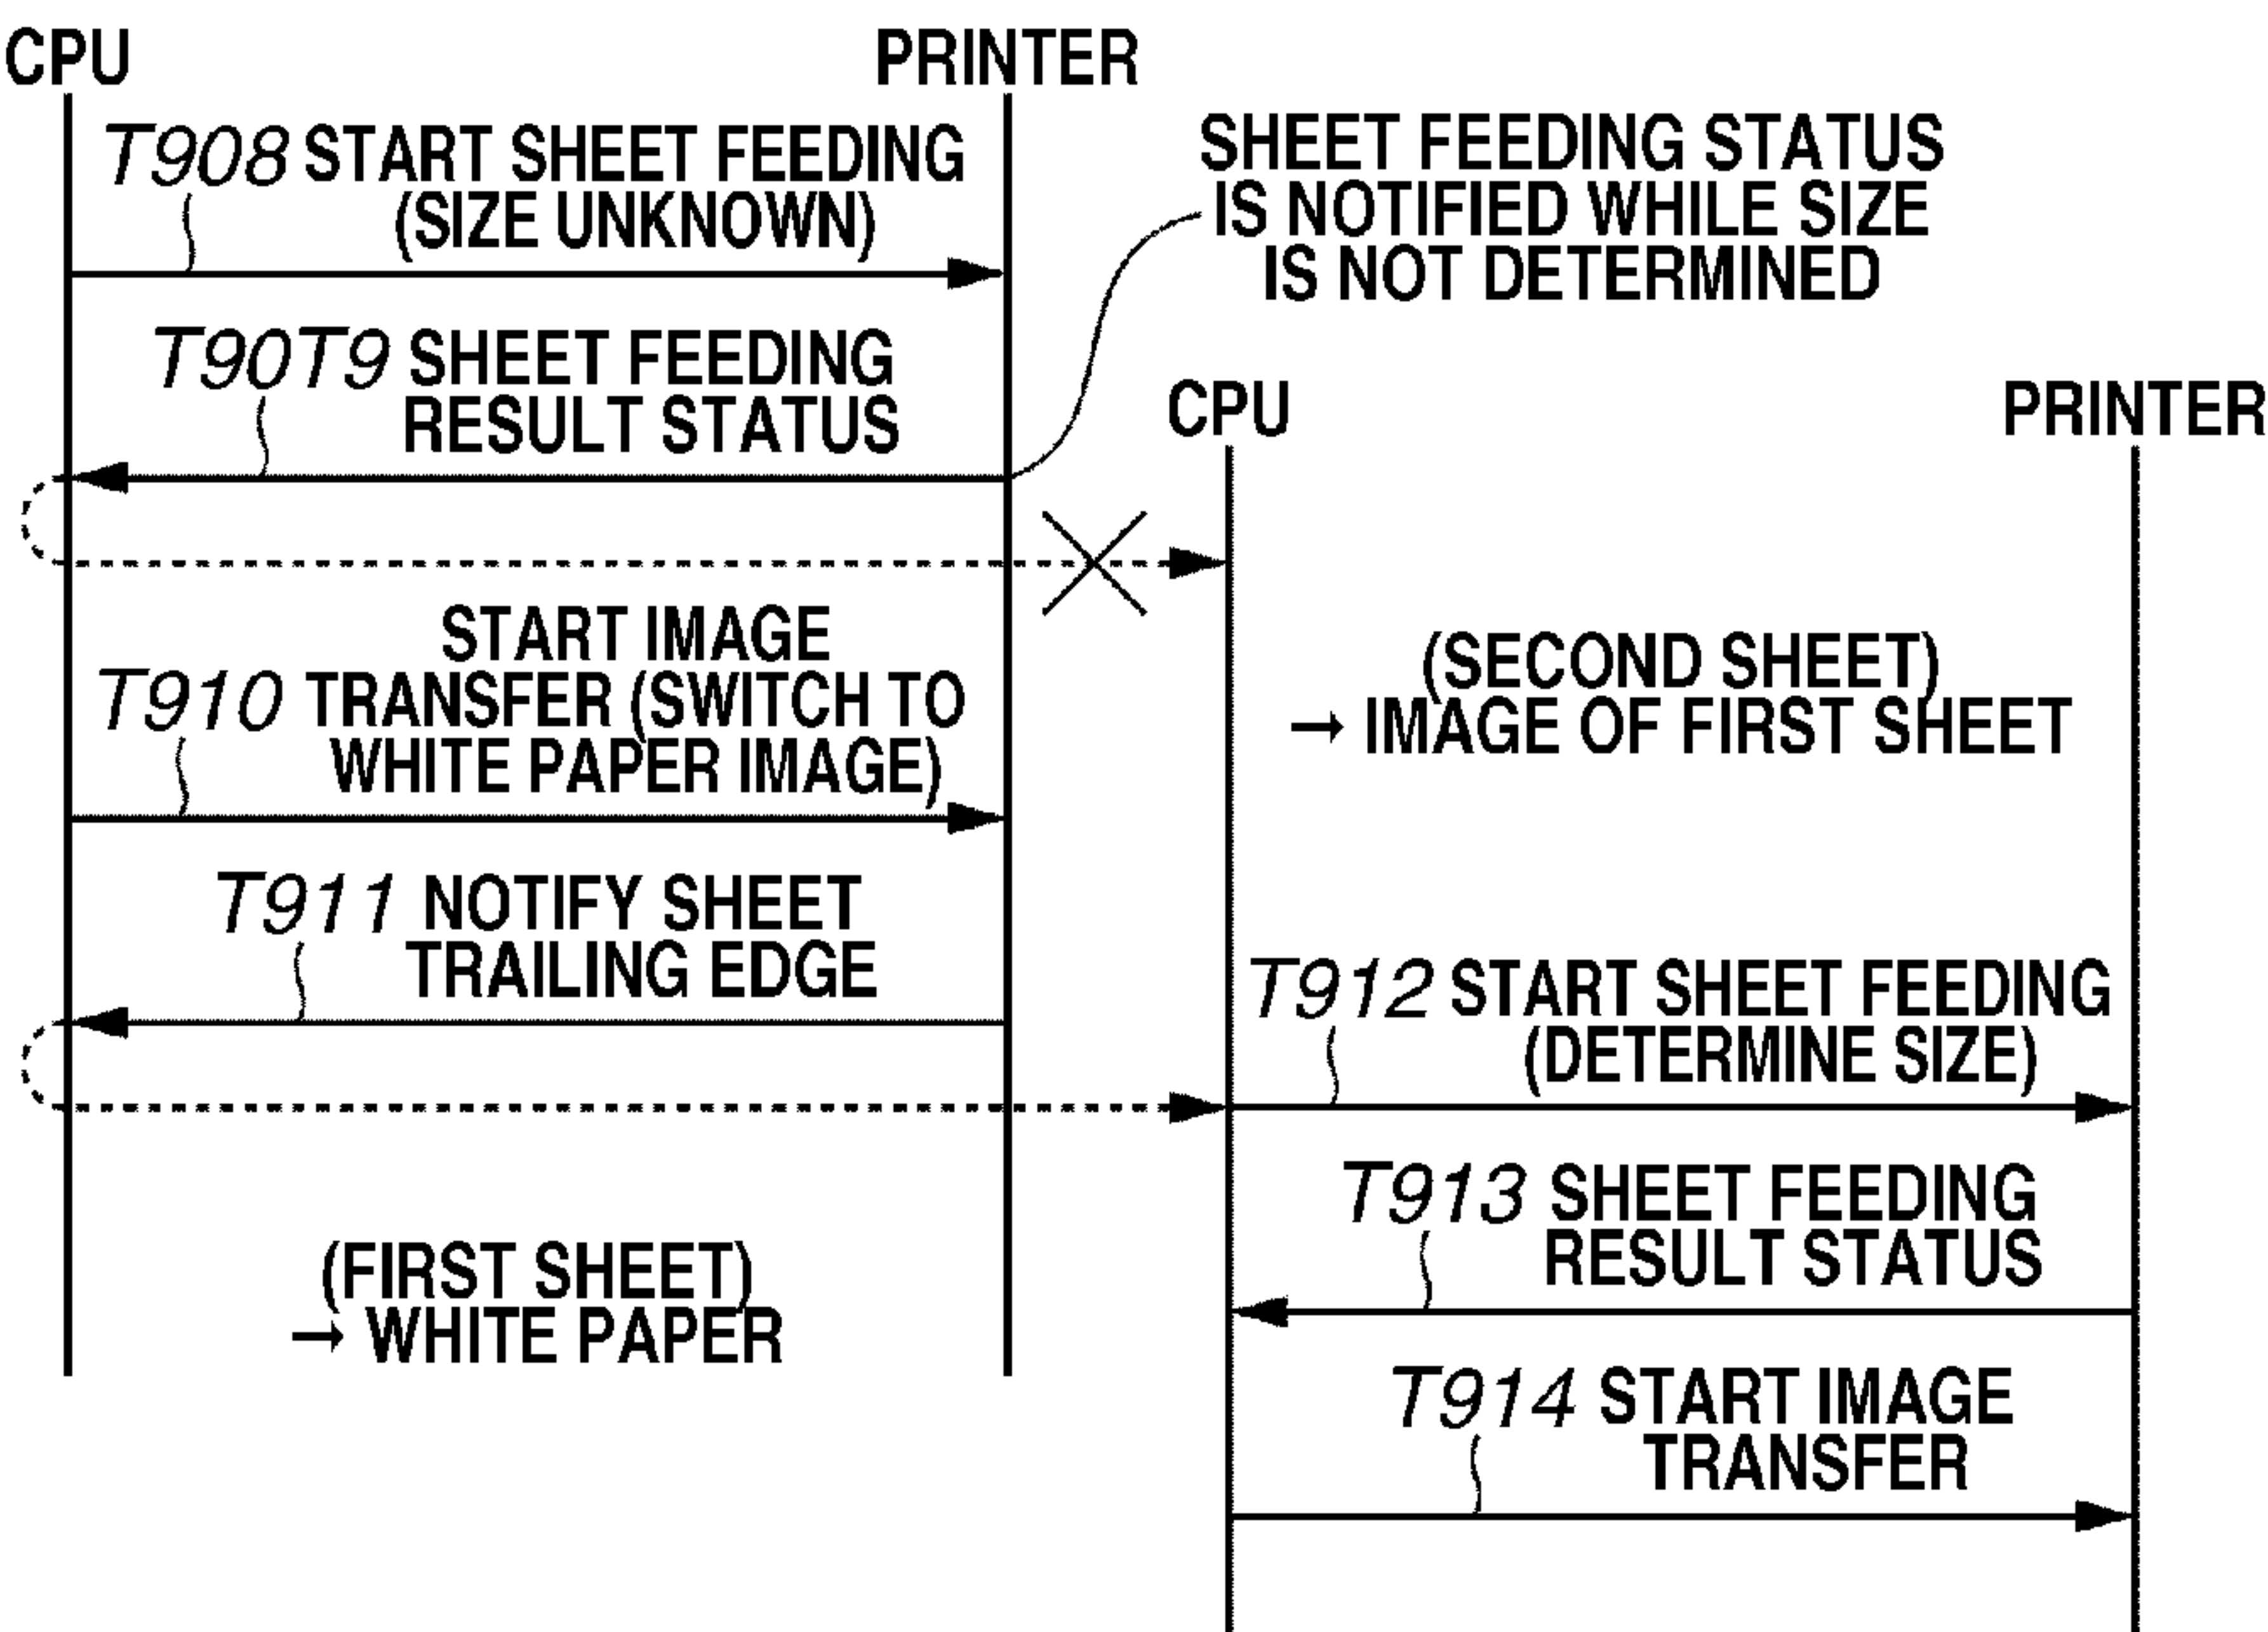 CPU
PRINTER
T908 START SHEET FEEDING
(SIZE UNKNOWN)
SHEET FEEDING STATUS
IS NOTIFIED WHILE SIZE
IS NOT DETERMINED
T90T9 SHEET FEEDING
RESULT STATUS
CPU
PRINTER
START IMAGE
T910 TRANSFER (SWITCH TO
WHITE PAPER IMAGE)
(SECOND SHEET)
→ IMAGE OF FIRST SHEET
T911 NOTIFY SHEET
TRAILING EDGE
T912 START SHEET FEEDING
(DETERMINE SIZE)
T913 SHEET FEEDING
RESULT STATUS
(FIRST SHEET)
→ WHITE PAPER
T914 START IMAGE
TRANSFER